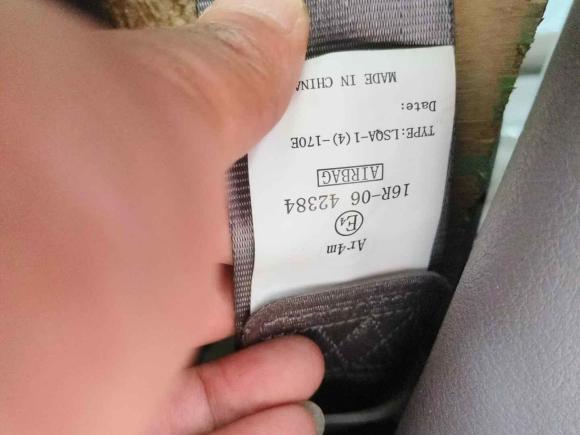 Ar4m
E4
16R-06 42384
AIRBAG
TYPE:LSQA-1(4)-170E
Date:
MADE IN CHINA